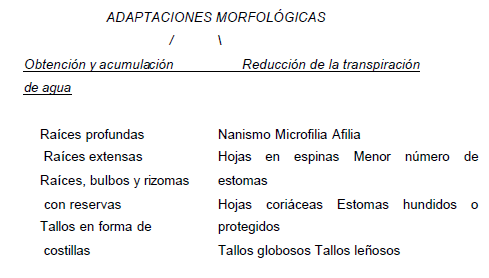 ADAPTACIONES MORFOLÓGICAS
/ \
Obtención y acumulación Reducción de la transpiración
de agua
Raíces profundas Nanismo Microfilia Afilia
Raíces extensas Hojas en espinas Menor número de
Raíces, bulbos y rizomas estomas
con reservas Hojas coriáceas Estomas hundidos o
Tallos en forma de protegidos
costillas Tallos globosos Tallos leñosos